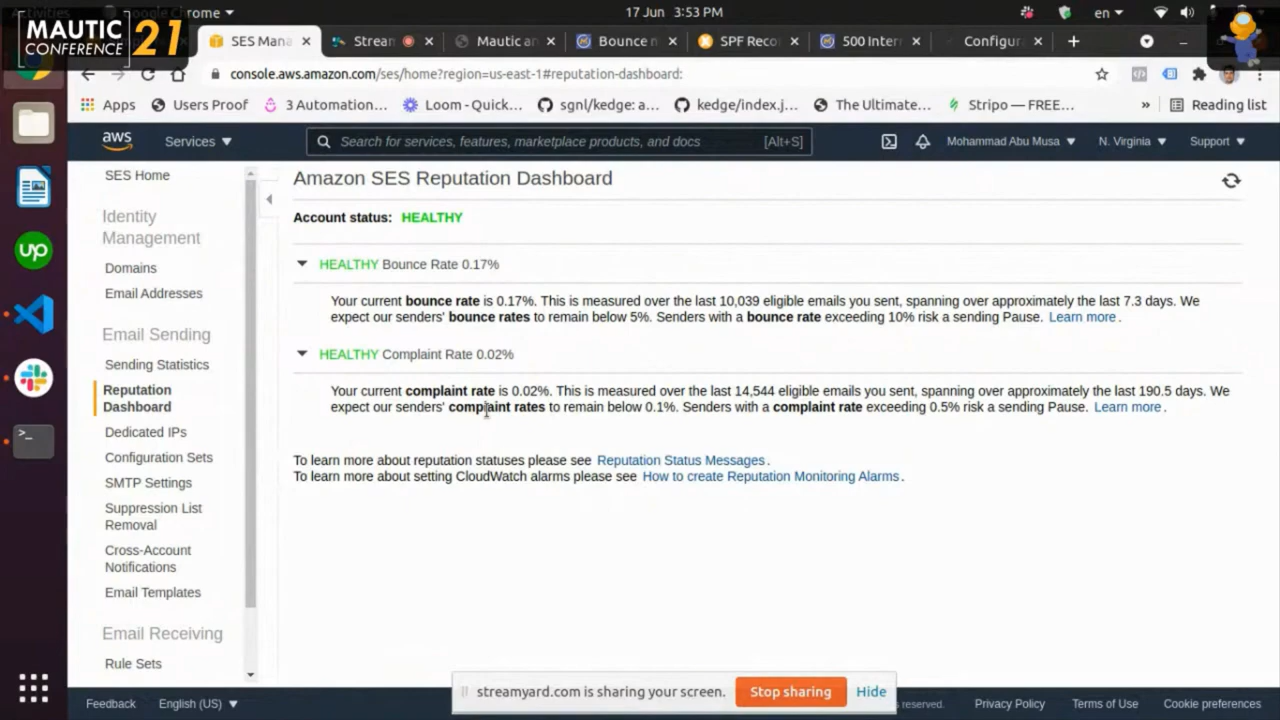 MAUTIC
CONFERENCE 21
Activities
Google Chrome
17 Jun 3:53 PM
en
SES Mana
Stream
Mautic an
Bounce n
SPF Reco
500 Inter
Configur
console.aws.amazon.com/ses/home?region=us-east-1#reputation-dashboard:
Apps
Users Proof
3 Automation...
Loom - Quick...
sgnl/kedge: a...
kedge/index.j...
The Ultimate...
Stripo — FREE...
»
Reading list
aws
Services
Search for services, features, marketplace products, and docs
[Alt+S]
Mohammad Abu Musa
N. Virginia
Support
SES Home
Identity
Management
Domains
Email Addresses
Email Sending
Sending Statistics
Reputation
Dashboard
Dedicated IPs
Configuration Sets
SMTP Settings
Suppression List
Removal
Cross-Account
Notifications
Email Templates
Email Receiving
Rule Sets
Amazon SES Reputation Dashboard
Account status: HEALTHY
HEALTHY Bounce Rate 0.17%
Your current bounce rate is 0.17%. This is measured over the last 10,039 eligible emails you sent, spanning over approximately the last 7.3 days. We
expect our senders' bounce rates to remain below 5%. Senders with a bounce rate exceeding 10% risk a sending Pause. Learn more.
HEALTHY Complaint Rate 0.02%
Your current complaint rate is 0.02%. This is measured over the last 14,544 eligible emails you sent, spanning over approximately the last 190.5 days. We
expect our senders' complaint rates to remain below 0.1%. Senders with a complaint rate exceeding 0.5% risk a sending Pause. Learn more.
To learn more about reputation statuses please see Reputation Status Messages.
To learn more about setting CloudWatch alarms please see How to create Reputation Monitoring Alarms.
up
>_
streamyard.com is sharing your screen.
Stop sharing
Hide
Feedback
English (US)
s reserved.
Privacy Policy
Terms of Use
Cookie preferences